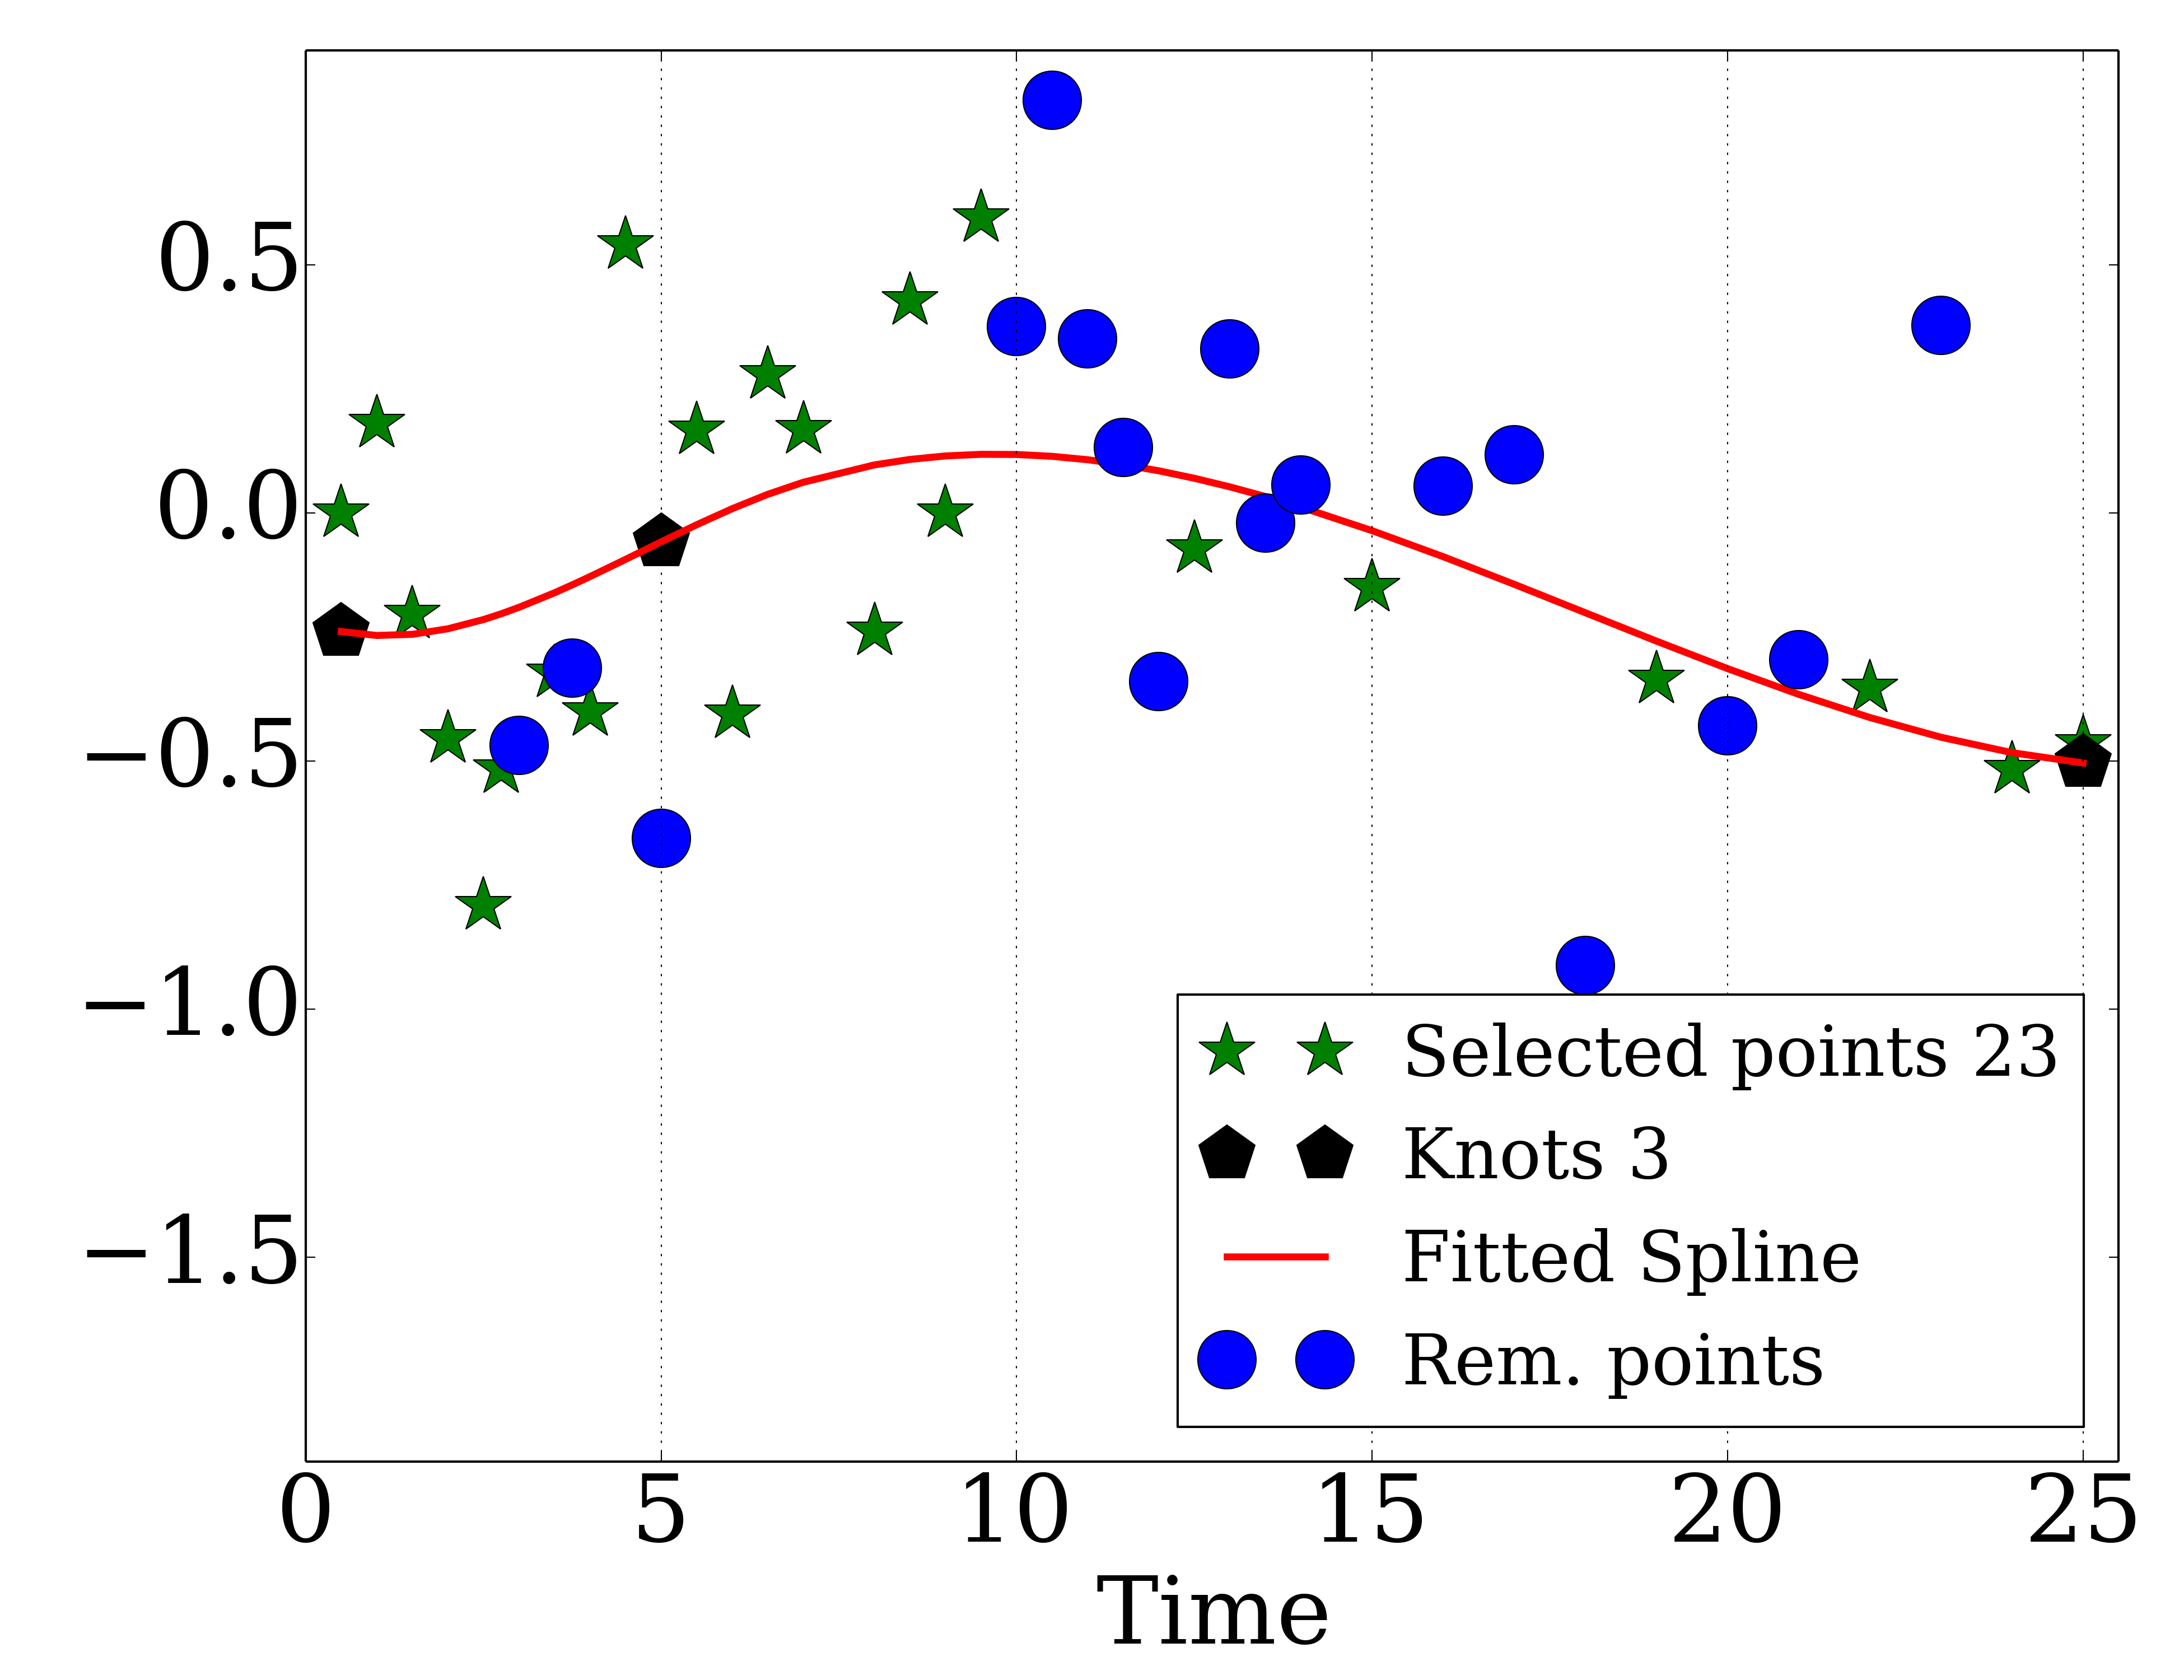 0.5
0.0
−0.5
−1.0
−1.5
Selected points 23
Knots 3
Fitted Spline
Rem. points
0 5 10 15 20 25
Time